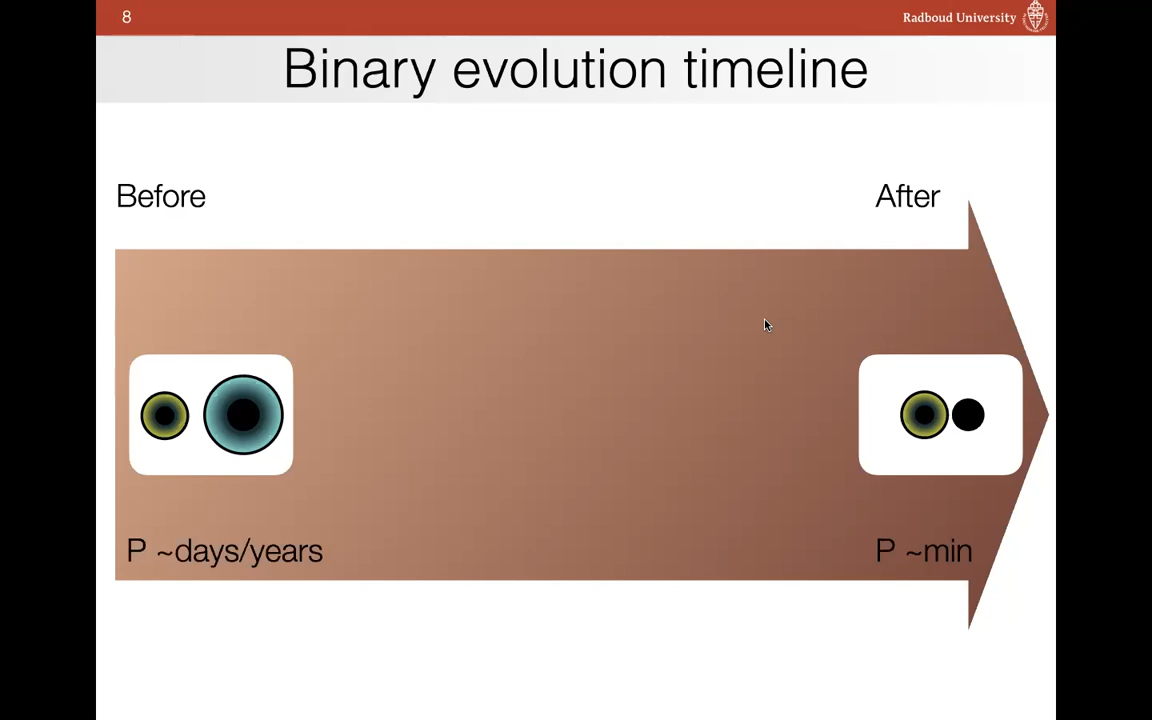 8
Radboud University
Binary evolution timeline
Before
After
P ~days/years
P ~min